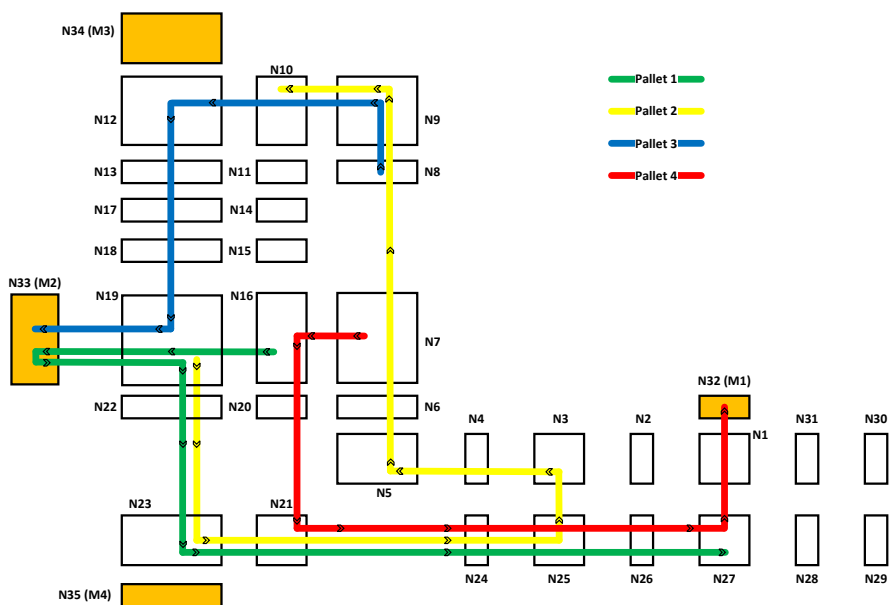 N34 (M3)
N10
Pallet 1
Pallet 2
N12
N9
Pallet 3
N13
N11
N8
Pallet 4
N17
N14
N18
N15
N33 (M2)
N19
N16
N7
N32 (M1)
N22
N20
N6
N4
N3
N2
N31
N30
N1
N5
N23
N21
N24
N25
N26
N27
N28
N29
N35 (M4)